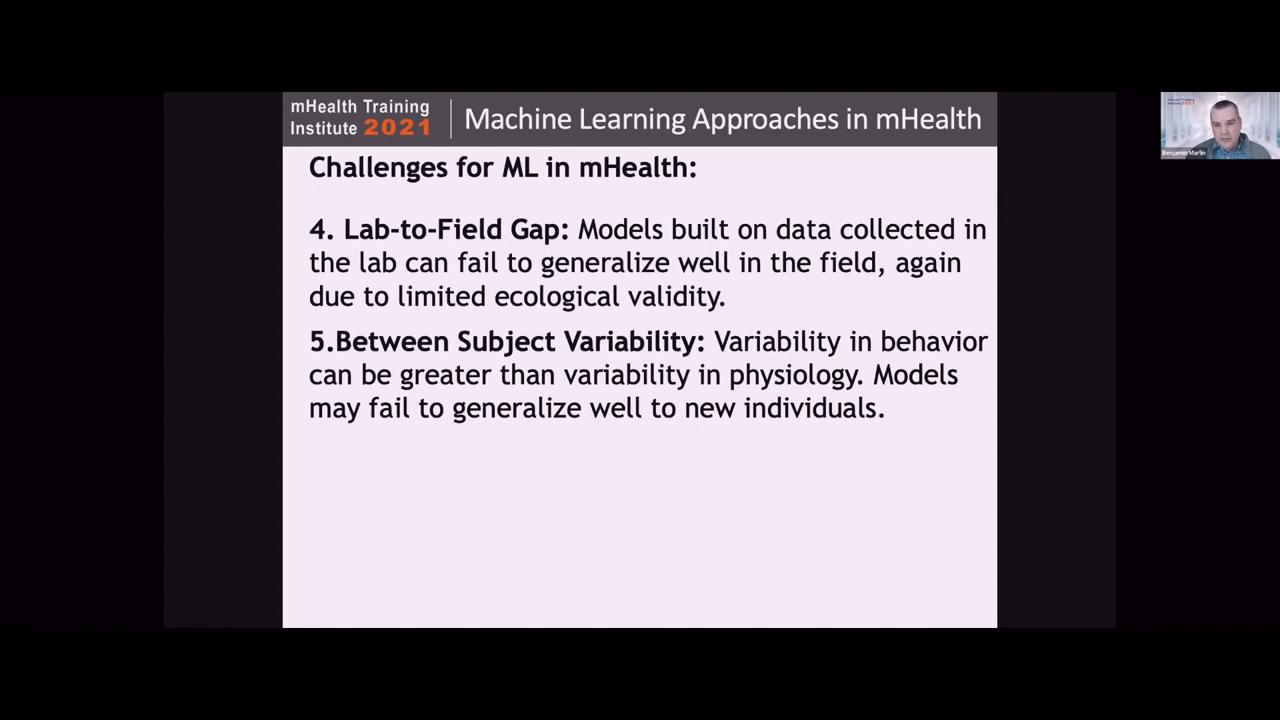 mHealth Training
Institute 2021
Machine Learning Approaches in mHealth
Challenges for ML in mHealth:
4. Lab-to-Field Gap: Models built on data collected in
the lab can fail to generalize well in the field, again
due to limited ecological validity.
5.Between Subject Variability: Variability in behavior
can be greater than variability in physiology. Models
may fail to generalize well to new individuals.
Benjamin Marlin